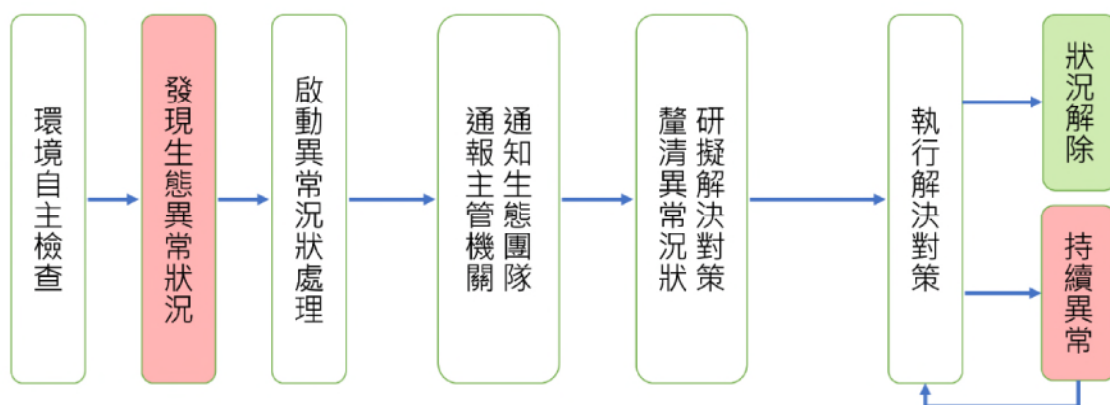 環境自主檢查
發現生態異常狀況
啟動異常況狀處理
通知生態團隊
通報主管機關
研擬解決對策
釐清異常況狀
執行解決對策
狀況解除
持續異常